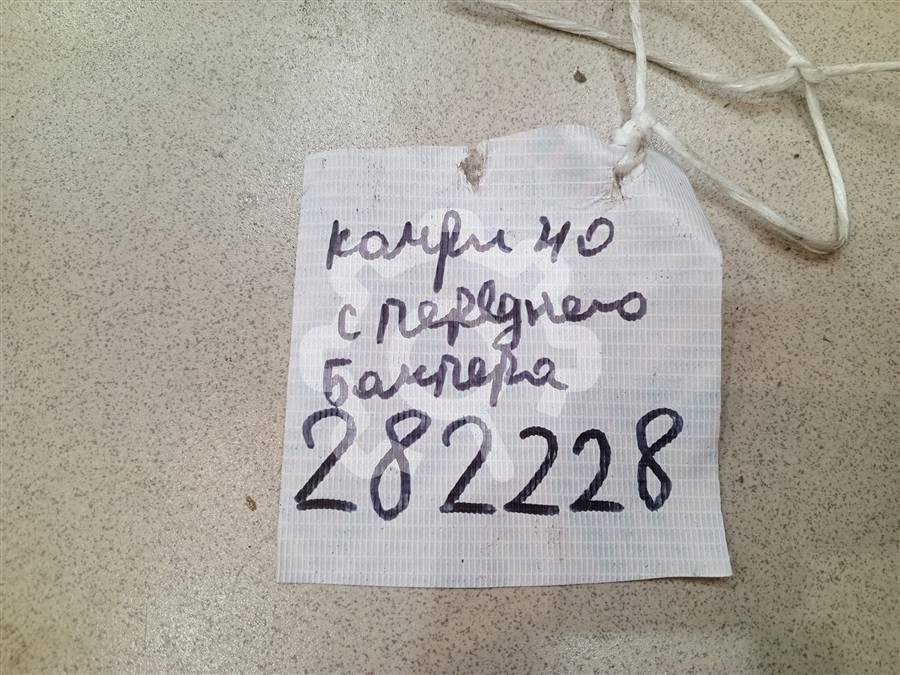 камри 40
с переднего
бампера
282228